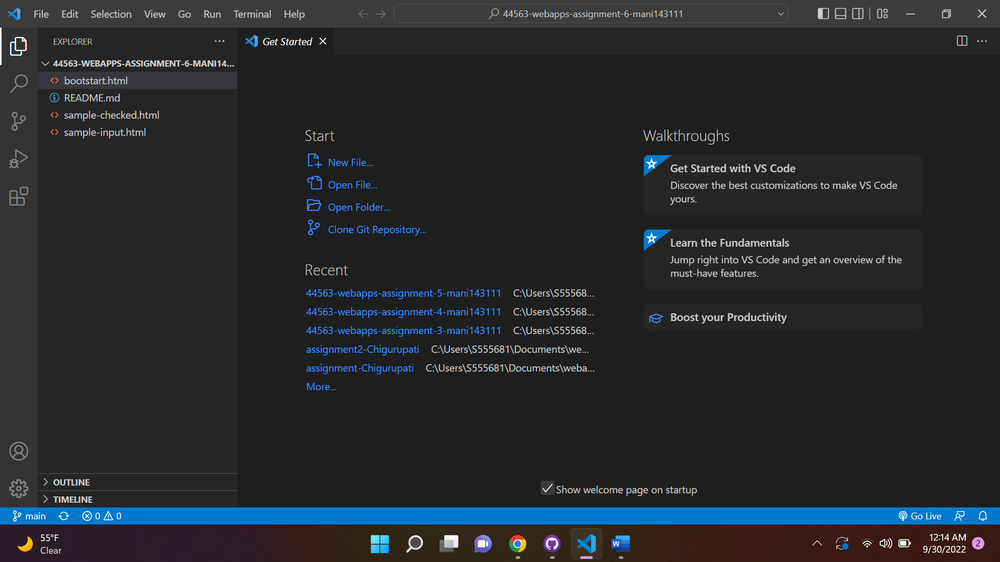 File Edit Selection View Go Run Terminal Help
44563-webapps-assignment-6-mani143111
EXPLORER
44563-WEBAPPS-ASSIGNMENT-6-MANI14...
bootstart.html
README.md
sample-checked.html
sample-input.html
OUTLINE
TIMELINE
Get Started
Start
New File...
Open File...
Open Folder...
Clone Git Repository...
Recent
44563-webapps-assignment-5-mani143111 C:\Users\S55568...
44563-webapps-assignment-4-mani143111 C:\Users\S55568...
44563-webapps-assignment-3-mani143111 C:\Users\S55568...
assignment2-Chigurupati C:\Users\S555681\Documents\we...
assignment-Chigurupati C:\Users\S555681\Documents\weba...
More...
Walkthroughs
Get Started with VS Code
Discover the best customizations to make VS Code
yours.
Learn the Fundamentals
Jump right into VS Code and get an overview of the
must-have features.
Boost your Productivity
Show welcome page on startup
main 0 0 Go Live
55°F
Clear
W
12:14 AM
9/30/2022
2